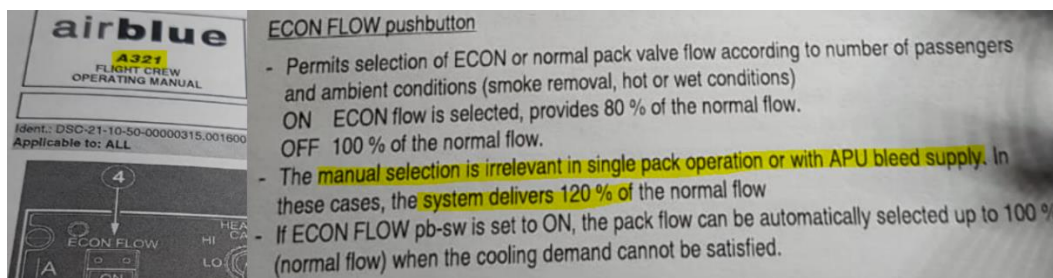 airblue
A321
FLIGHT CREW
OPERATING MANUAL
Ident.: DSC-21-10-50-00000315.001600
Applicable to: ALL
4
ECON FLOW
HI
LO
A
ON
ECON FLOW pushbutton
- Permits selection of ECON or normal pack valve flow according to number of passengers
and ambient conditions (smoke removal, hot or wet conditions)
ON ECON flow is selected, provides 80 % of the normal flow.
OFF 100 % of the normal flow.
- The manual selection is irrelevant in single pack operation or with APU bleed supply. In
these cases, the system delivers 120 % of the normal flow
- If ECON FLOW pb-sw is set to ON, the pack flow can be automatically selected up to 100 %
(normal flow) when the cooling demand cannot be satisfied.